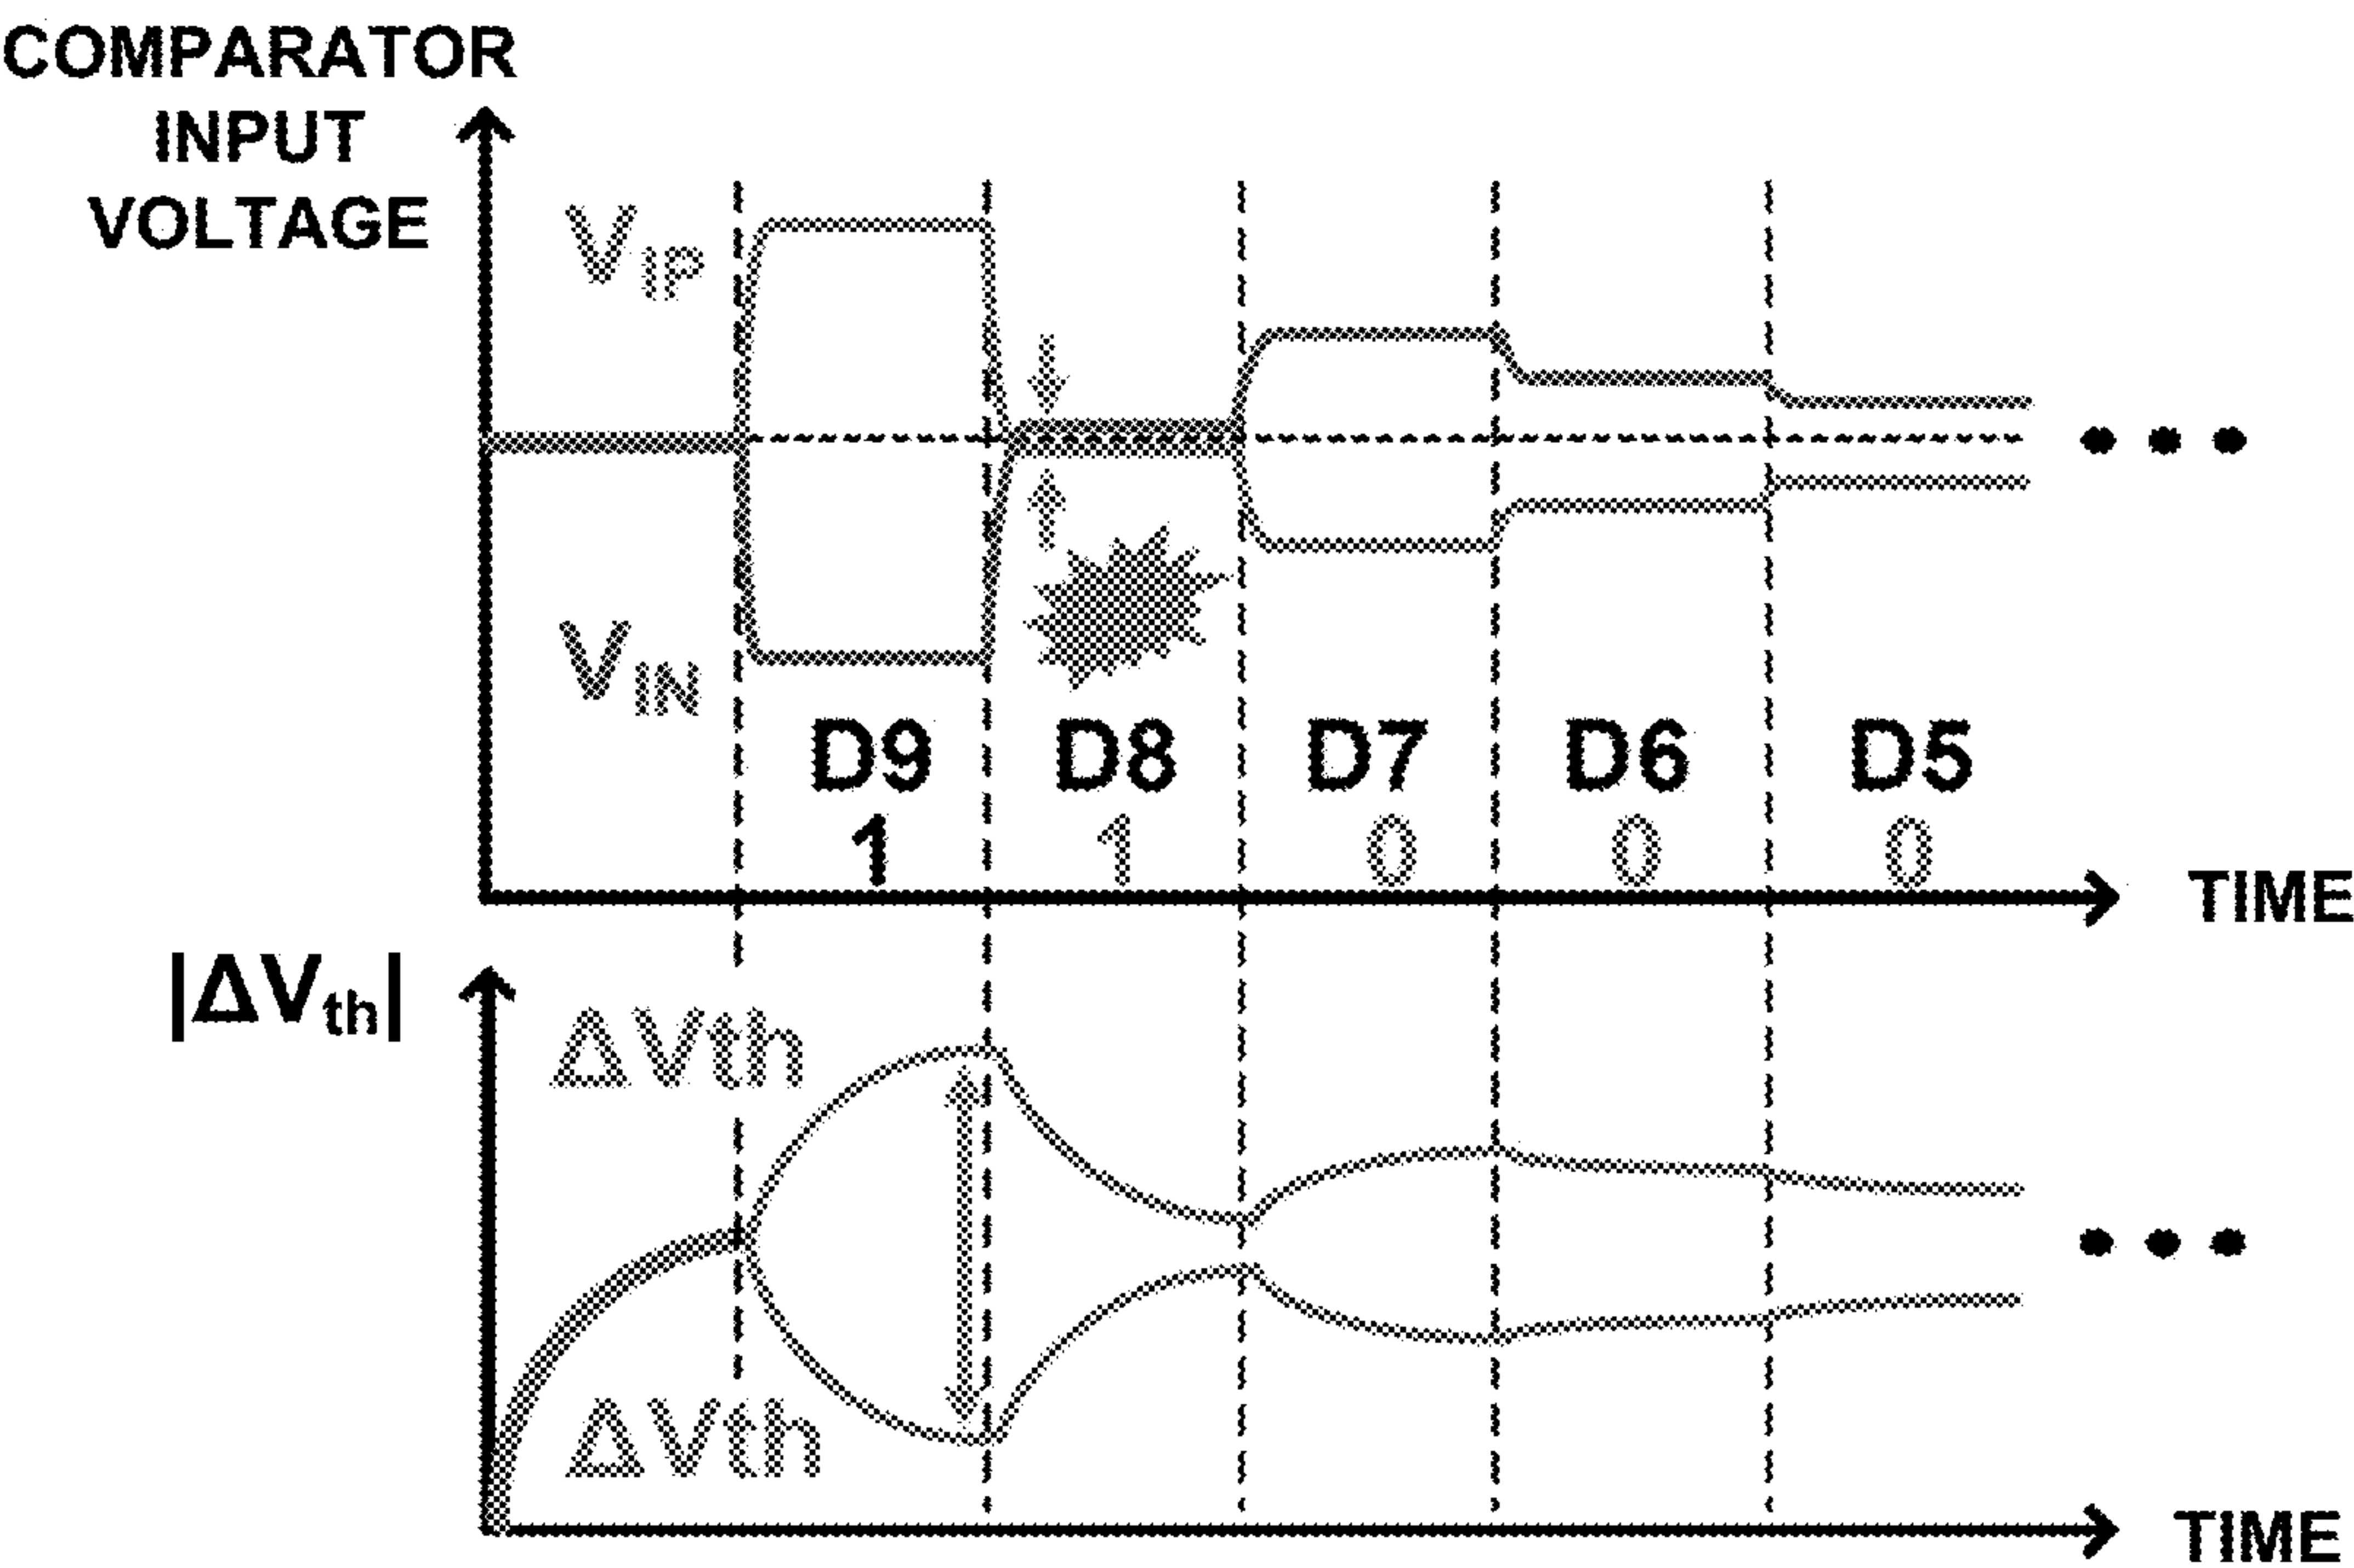 COMPARATOR
INPUT
VOLTAGE
VIP
VIN
D9 D8 D7 D6 D5
1 1 0 0 0
TIME
|ΔVth|
ΔVth
ΔVth
TIME